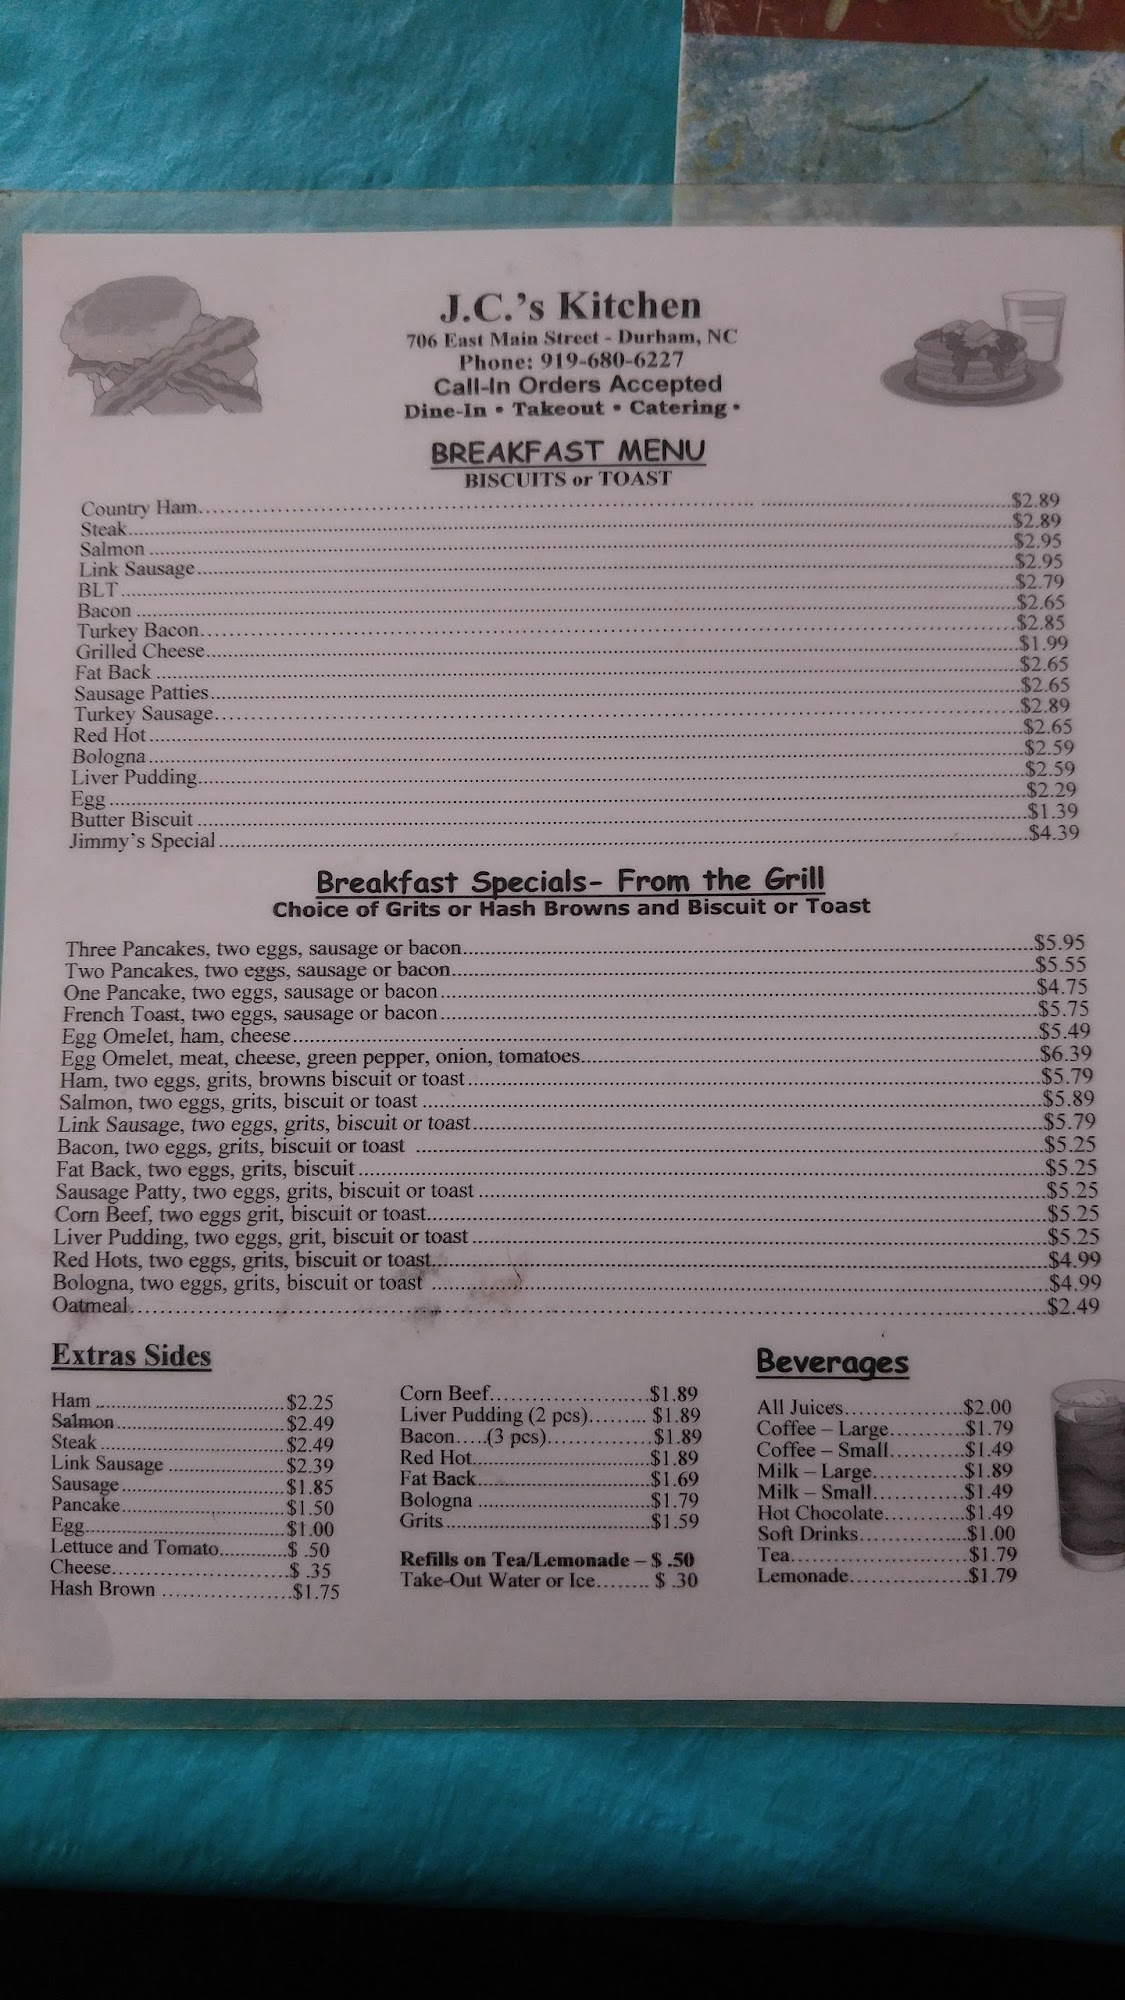 J.C.'s Kitchen
706 East Main Street - Durham, NC
Phone: 919-680-6227
Call-In Orders Accepted
Dine-In • Takeout • Catering •
BREAKFAST MENU
BISCUITS or TOAST
Country Ham $2.89
Steak $2.89
Salmon $2.95
Link Sausage $2.95
BLT $2.79
Bacon $2.65
Turkey Bacon $2.85
Grilled Cheese $1.99
Fat Back $2.65
Sausage Patties $2.65
Turkey Sausage $2.89
Red Hot $2.65
Bologna $2.59
Liver Pudding $2.59
Egg $2.29
Butter Biscuit $1.39
Jimmy's Special $4.39
Breakfast Specials- From the Grill
Choice of Grits or Hash Browns and Biscuit or Toast
Three Pancakes, two eggs, sausage or bacon $5.95
Two Pancakes, two eggs, sausage or bacon $5.55
One Pancake, two eggs, sausage or bacon $4.75
French Toast, two eggs, sausage or bacon $5.75
Egg Omelet, ham, cheese $5.49
Egg Omelet, meat, cheese, green pepper, onion, tomatoes $6.39
Ham, two eggs, grits, browns biscuit or toast $5.79
Salmon, two eggs, grits, biscuit or toast $5.89
Link Sausage, two eggs, grits, biscuit or toast $5.79
Bacon, two eggs, grits, biscuit or toast $5.25
Fat Back, two eggs, grits, biscuit $5.25
Sausage Patty, two eggs, grits, biscuit or toast $5.25
Corn Beef, two eggs grit, biscuit or toast $5.25
Liver Pudding, two eggs, grit, biscuit or toast $5.25
Red Hots, two eggs, grits, biscuit or toast $4.99
Bologna, two eggs, grits, biscuit or toast $4.99
Oatmeal $2.49
Extras Sides
Ham $2.25
Salmon $2.49
Steak $2.49
Link Sausage $2.39
Sausage $1.85
Pancake $1.50
Egg $1.00
Lettuce and Tomato $ .50
Cheese $ .35
Hash Brown $1.75
Corn Beef $1.89
Liver Pudding (2 pcs) $1.89
Bacon.....(3 pcs) $1.89
Red Hot $1.89
Fat Back $1.69
Bologna $1.79
Grits $1.59
Refills on Tea/Lemonade – $ .50
Take-Out Water or Ice $ .30
Beverages
All Juices $2.00
Coffee – Large $1.79
Coffee – Small $1.49
Milk – Large $1.89
Milk – Small $1.49
Hot Chocolate $1.49
Soft Drinks $1.00
Tea $1.79
Lemonade $1.79